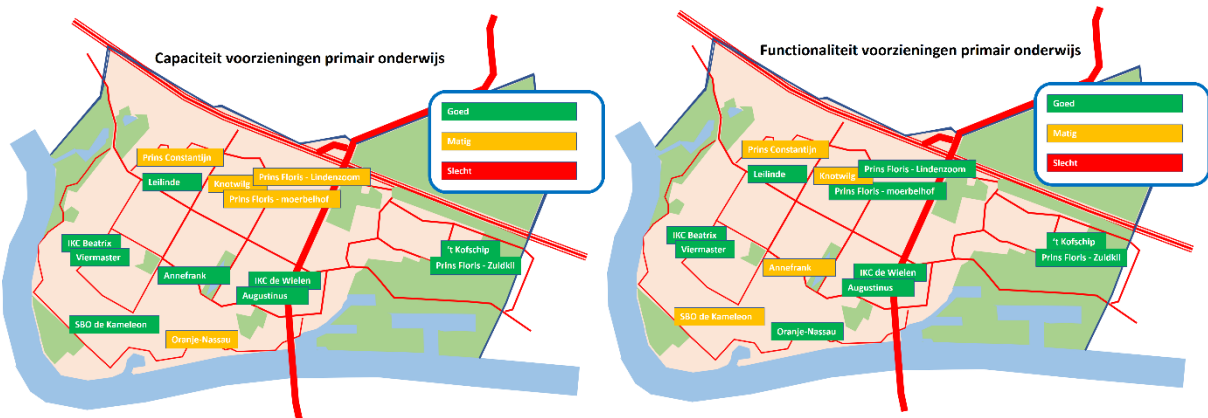 Capaciteit voorzieningen primair onderwijs
Goed
Matig
Slecht
Prins Constantijn
Leilinde
Knotwilg
Prins Floris - Lindenzoom
Prins Floris - moerbelhof
IKC Beatrix
Viermaster
Annefrank
IKC de Wielen
Augustinus
't Kofschip
Prins Floris - Zuidkil
SBO de Kameleon
Oranje-Nassau
Functionaliteit voorzieningen primair onderwijs
Goed
Matig
Slecht
Prins Constantijn
Leilinde
Knotwilg
Prins Floris - Lindenzoom
Prins Floris - moerbelhof
IKC Beatrix
Viermaster
Annefrank
IKC de Wielen
Augustinus
't Kofschip
Prins Floris - Zuidkil
SBO de Kameleon
Oranje-Nassau